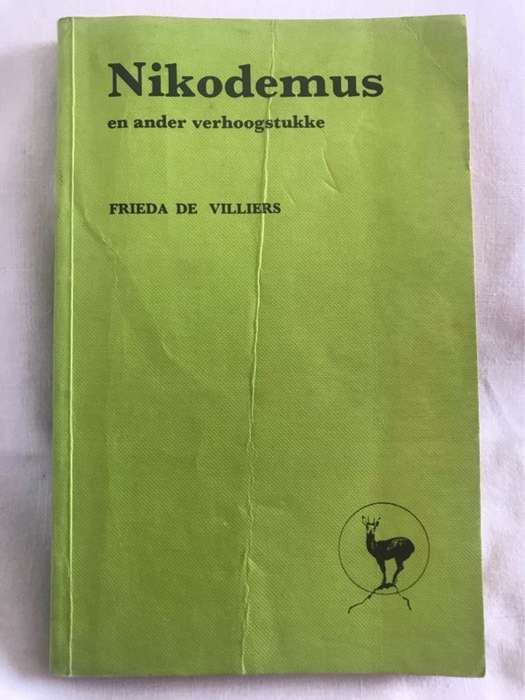 Nikodemus
en ander verhoogstukke
FRIEDA DE VILLIERS